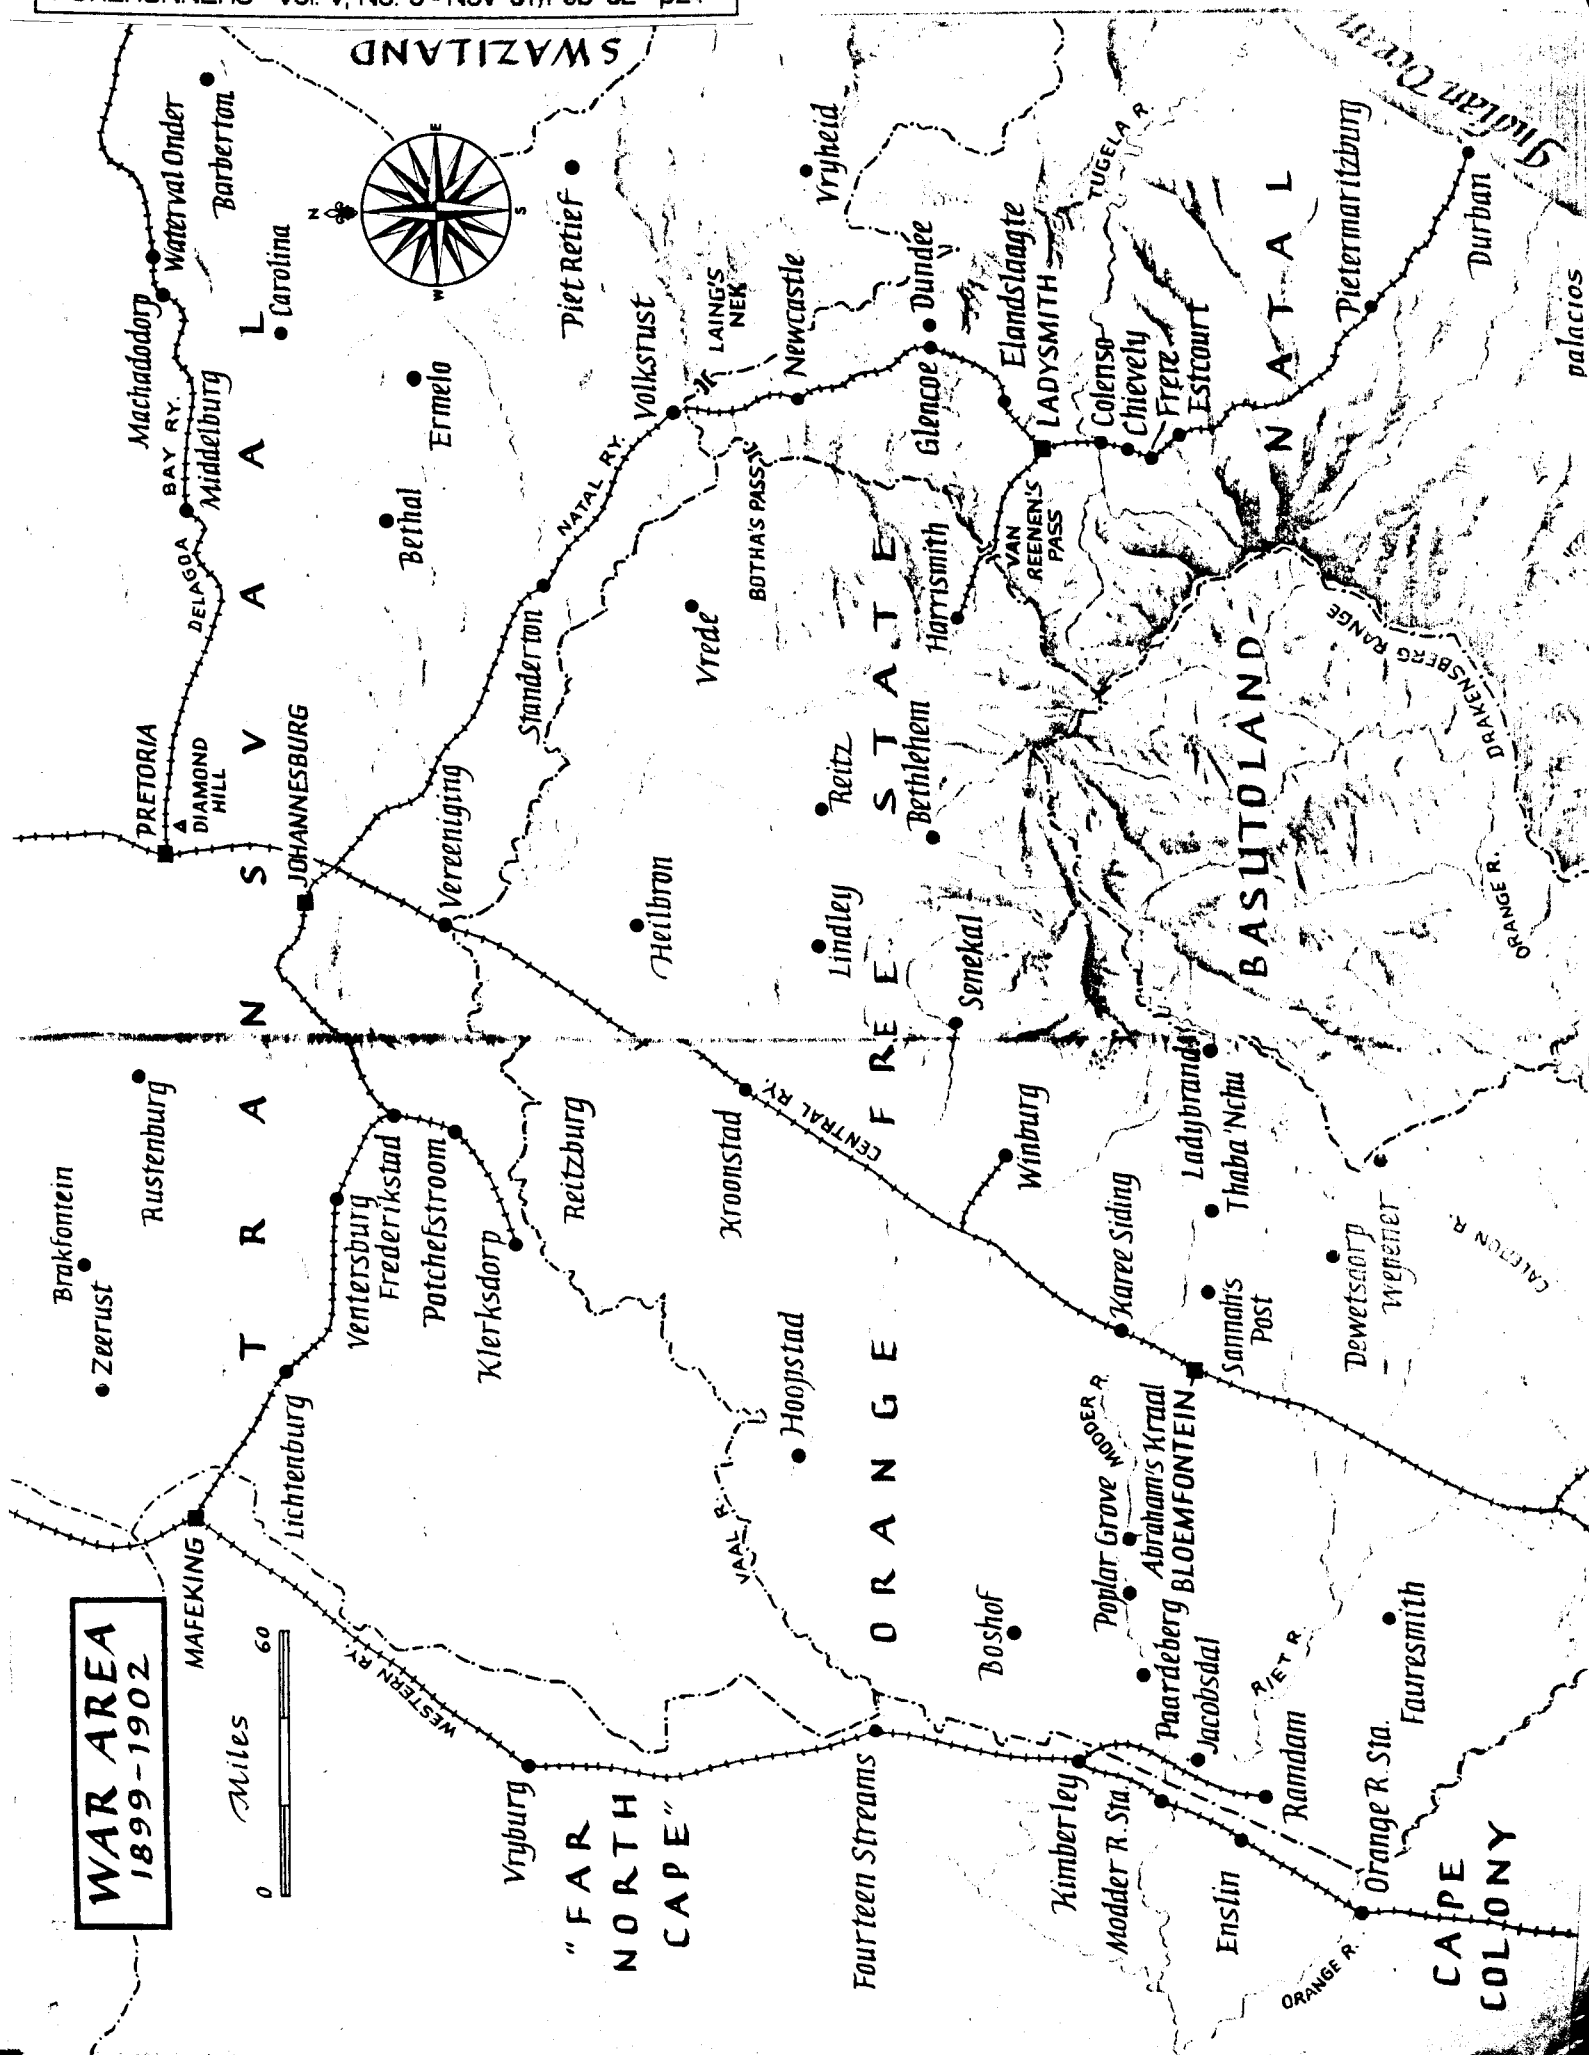 WAR AREA
1899-1902
Miles
0 60
SWAZILAND
N
E
S
W
Brakfontein
Zeerust
Rustenburg
PRETORIA
DIAMOND
HILL
DELAGOA BAY RY.
Middelburg
Machadodorp
Waterval Onder
Barberton
Carolina
MAFEKING
Lichtenburg
TRANSVAAL
JOHANNESBURG
Ventersburg
Frederikstad
Potchefstroom
Klerksdorp
Vereeniging
Standerton
Bethal
Ermelo
Piet Retief
NATAL RY.
Volksrust
LAING'S
NEK
WESTERN RY
Vryburg
"FAR
NORTH
CAPE"
Reitzburg
Heilbron
Vrede
BOTHA'S PASS
Newcastle
Vryheid
VAAL R.
Hoopstad
Kroonstad
CENTRAL RY.
Lindley
Reitz
Glencoe
Dundee
Fourteen Streams
ORANGE FREE STATE
Bethlehem
Harrismith
Senekal
Elandslaagte
LADYSMITH
VAN
REENEN'S
PASS
TUGELA R.
Boshof
Winburg
Colenso
Chievely
Frere
Estcourt
Kimberley
Modder R. Sta.
Poplar Grove
MODDER R.
Abraham's Kraal
BLOEMFONTEIN
Karee Siding
Paardeberg
Jacobsdal
Sannah's
Post
Ladybrand
Thaba 'Nchu
BASUTOLAND
NATAL
Pietermaritzburg
Durban
Indian Ocean
Enslin
RIET R.
Ramdam
Orange R. Sta.
Fauresmith
Dewetsdorp
Wepener
CALEDON R.
ORANGE R.
DRAKENSBERG RANGE
ORANGE R.
CAPE
COLONY
palacios